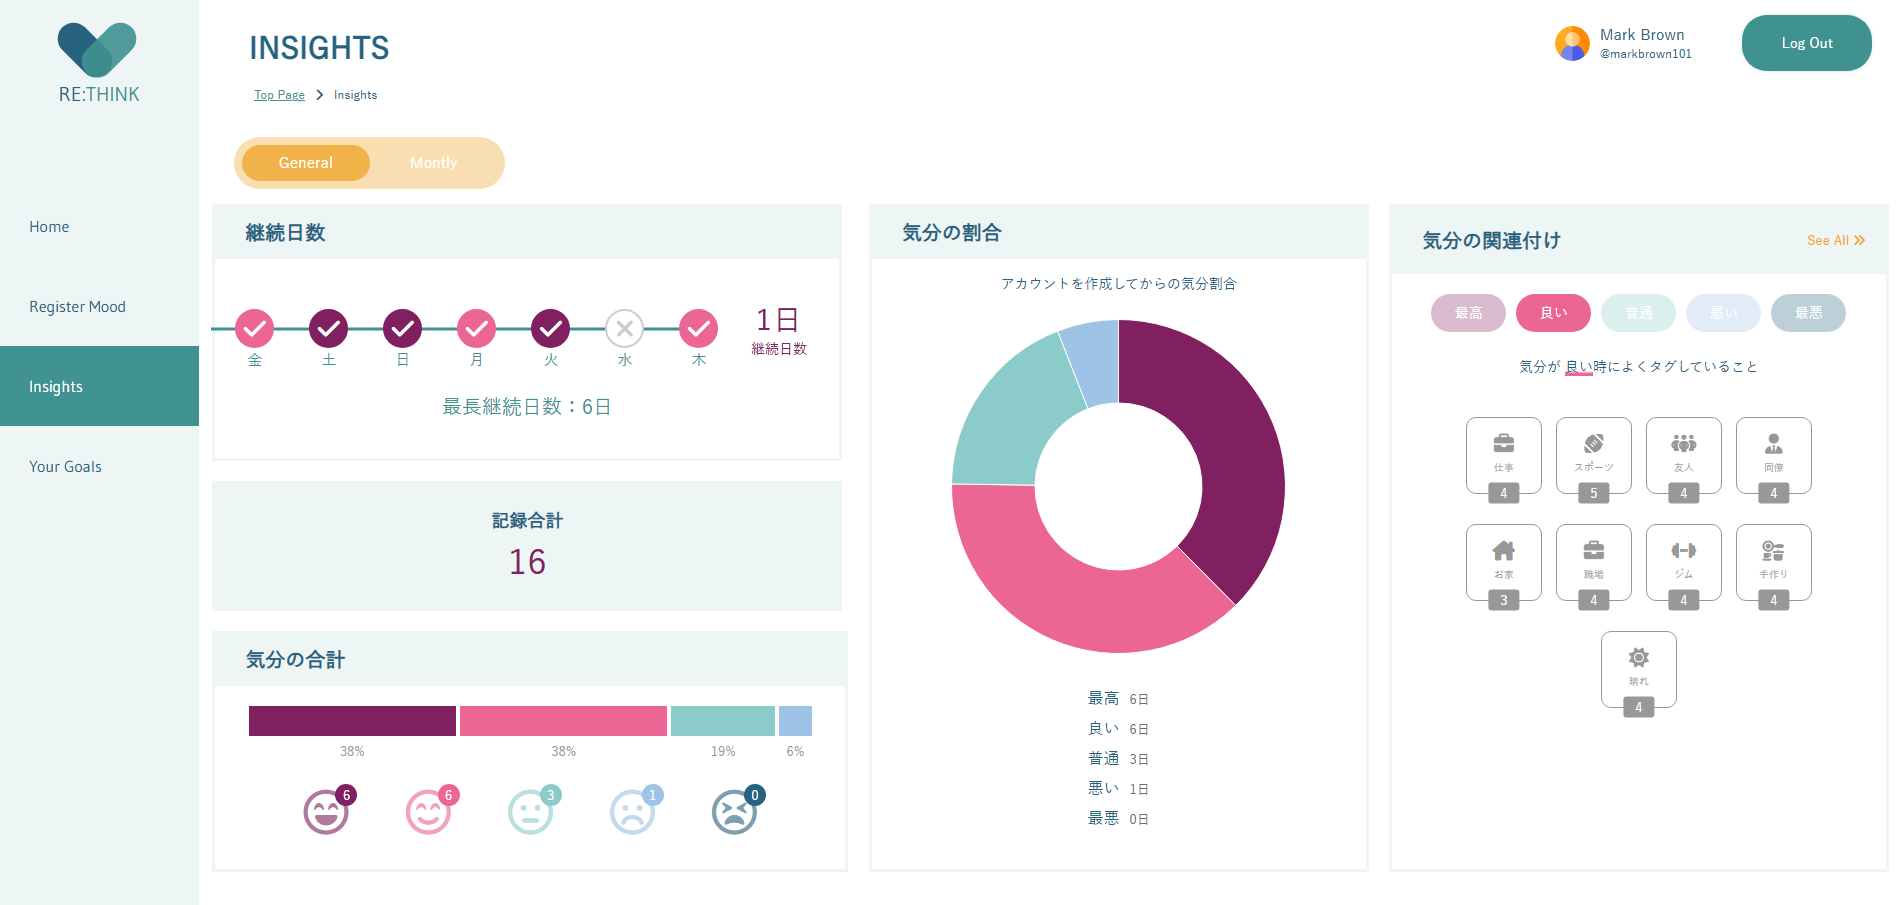 RE:THINK
Home
Register Mood
Insights
Your Goals
INSIGHTS
Top Page
Insights
Mark Brown
@markbrown101
Log Out
General
Montly
継続日数
金 土 日 月 火 水 木
1日
継続日数
最長継続日数：6日
記録合計
16
気分の合計
38% 38% 19% 6%
6 6 3 1 0
気分の割合
アカウントを作成してからの気分割合
最高 6日
良い 6日
普通 3日
悪い 1日
最悪 0日
気分の関連付け
See All
最高 良い 普通 悪い 最悪
気分が 良い時によくタグしていること
仕事 スポーツ 友人 同僚
4 5 4 4
お家 職場 ジム 手作り
3 4 4 4
晴れ
4